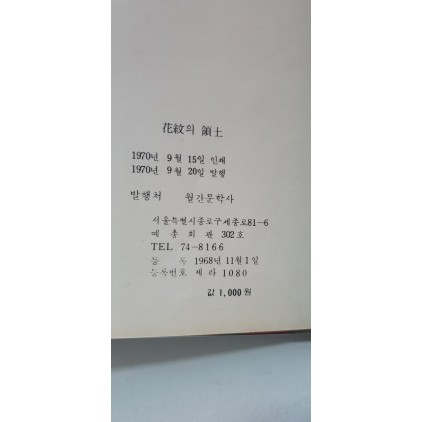 花紋의 領土
1970년 9월 15일 인쇄
1970년 9월 20일 발행
발행처 월간문학사
서울특별시종로구세종로81-6
예총회관 302호
TEL 74-8166
등록 1968년 11월 1일
등록번호 제라 1080
값 1,000원